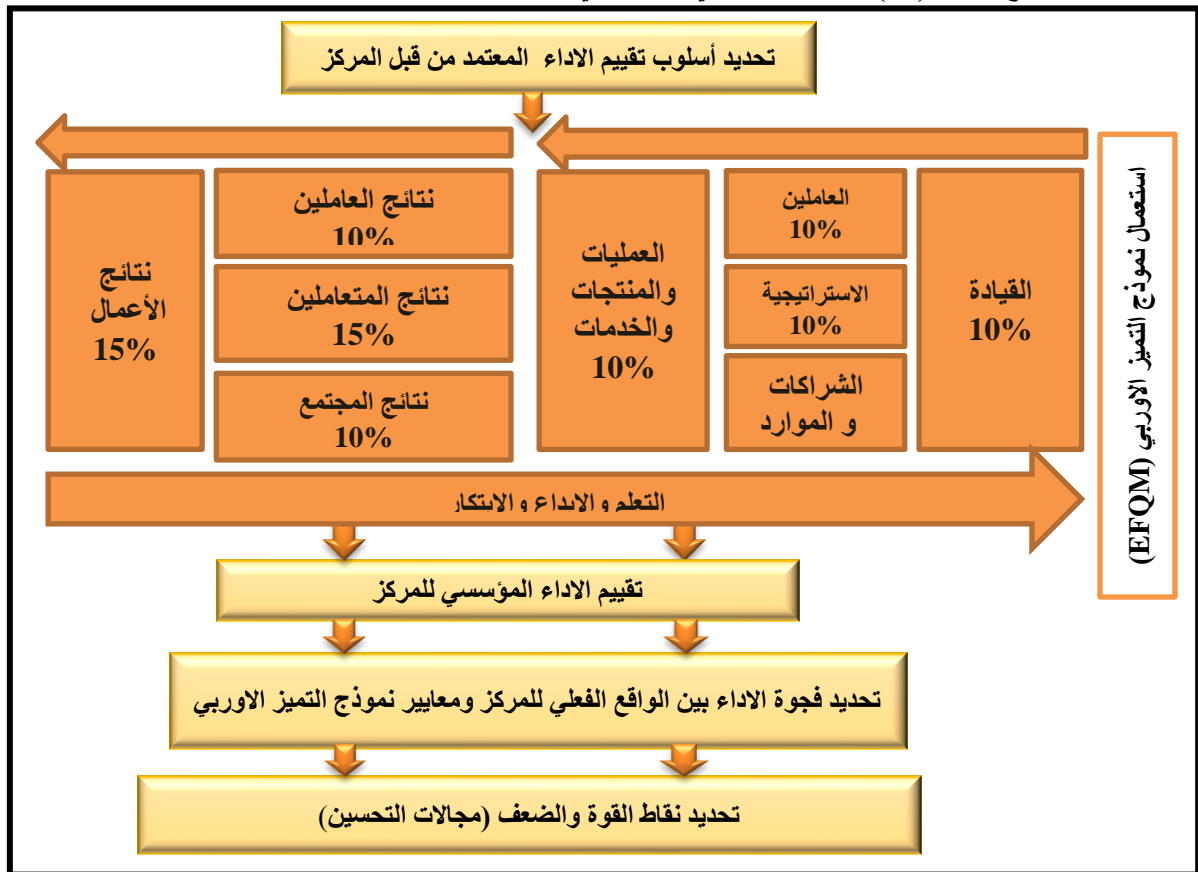 تحديد أسلوب تقييم الاداء المعتمد من قبل المركز
استعمال نموذج التميز الاوربي (EFQM)
القيادة
10%
العاملين
10%
الاستراتيجية
10%
الشراكات
و الموارد
العمليات
والمنتجات
والخدمات
10%
نتائج العاملين
10%
نتائج المتعاملين
15%
نتائج المجتمع
10%
نتائج
الأعمال
15%
التعلم و الابداع و الابتكار
تقييم الاداء المؤسسي للمركز
تحديد فجوة الاداء بين الواقع الفعلي للمركز ومعايير نموذج التميز الاوربي
تحديد نقاط القوة والضعف (مجالات التحسين)